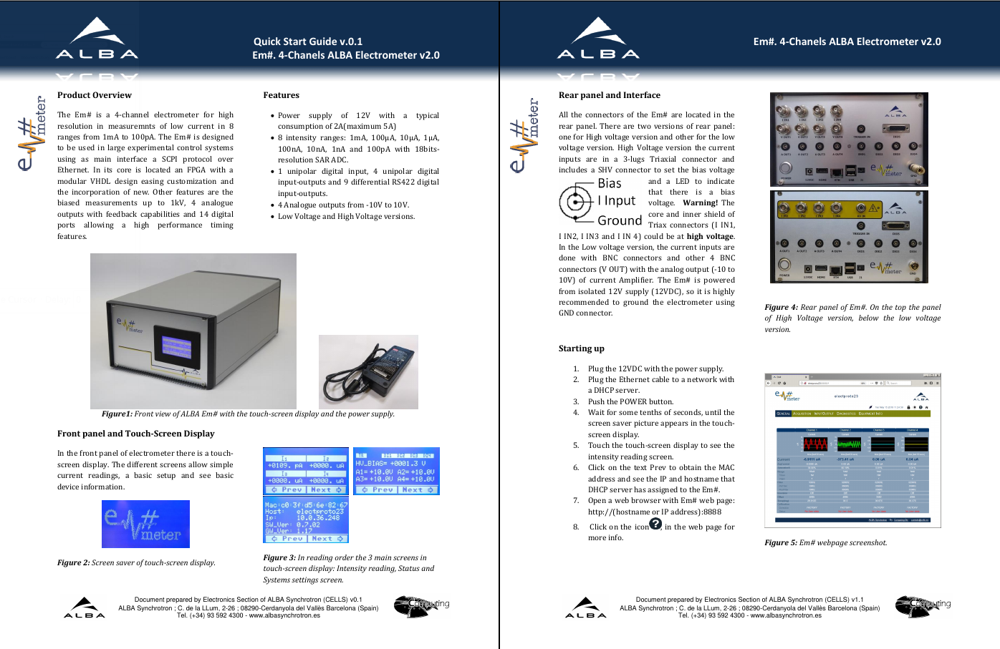 ALBA
Quick Start Guide v.0.1
Em#. 4-Chanels ALBA Electrometer v2.0
e#meter
Product Overview
The Em# is a 4-channel electrometer for high
resolution in measuremnts of low current in 8
ranges from 1mA to 100pA. The Em# is designed
to be used in large experimental control systems
using as main interface a SCPI protocol over
Ethernet. In its core is located an FPGA with a
modular VHDL design easing customization and
the incorporation of new. Other features are the
biased measurements up to 1kV, 4 analogue
outputs with feedback capabilities and 14 digital
ports allowing a high performance timing
features.
Features
• Power supply of 12V with a typical
consumption of 2A(maximum 5A)
• 8 intensity ranges: 1mA, 100µA, 10µA, 1µA,
100nA, 10nA, 1nA and 100pA with 18bits-
resolution SAR ADC.
• 1 unipolar digital input, 4 unipolar digital
input-outputs and 9 differential RS422 digital
input-outputs.
• 4 Analogue outputs from -10V to 10V.
• Low Voltage and High Voltage versions.
Figure1: Front view of ALBA Em# with the touch-screen display and the power supply.
Front panel and Touch-Screen Display
In the front panel of electrometer there is a touch-
screen display. The different screens allow simple
current readings, a basic setup and see basic
device information.
e#meter
Figure 2: Screen saver of touch-screen display.
I1 I2
+0109. pA +0000. uA
+0000. uA +0000. uA
Prev Next
HV_BIAS= +0001.3 V
A1=+10.0V A2=+10.0V
A3=+10.0V A4=+10.0V
Prev Next
Mac:c0:3f:d5:6e:82:67
Host: electproto23
Ip: 10.0.36.248
SW_Ver: 0.7.02
GW_Ver: 1.17
Prev Next
Figure 3: In reading order the 3 main screens in
touch-screen display: Intensity reading, Status and
Systems settings screen.
ALBA
Document prepared by Electronics Section of ALBA Synchrotron (CELLS) v0.1
ALBA Synchrotron ; C. de la LLum, 2-26 ; 08290-Cerdanyola del Vallès Barcelona (Spain)
Tel. (+34) 93 592 4300 - www.albasynchrotron.es
Computing
ALBA
Em#. 4-Chanels ALBA Electrometer v2.0
e#meter
Rear panel and Interface
All the connectors of the Em# are located in the
rear panel. There are two versions of rear panel:
one for High voltage version and other for the low
voltage version. High Voltage version the current
inputs are in a 3-lugs Triaxial connector and
includes a SHV connector to set the bias voltage
and a LED to indicate
that there is a bias
voltage. Warning! The
core and inner shield of
Triax connectors (I IN1,
Bias
I Input
Ground
I IN2, I IN3 and I IN 4) could be at high voltage.
In the Low voltage version, the current inputs are
done with BNC connectors and other 4 BNC
connectors (V OUT) with the analog output (-10 to
10V) of current Amplifier. The Em# is powered
from isolated 12V supply (12VDC), so it is highly
recommended to ground the electrometer using
GND connector.
Starting up
1. Plug the 12VDC with the power supply.
2. Plug the Ethernet cable to a network with
a DHCP server.
3. Push the POWER button.
4. Wait for some tenths of seconds, until the
screen saver picture appears in the touch-
screen display.
5. Touch the touch-screen display to see the
intensity reading screen.
6. Click on the text Prev to obtain the MAC
address and see the IP and hostname that
DHCP server has assigned to the Em#.
7. Open a web browser with Em# web page:
http://(hostname or IP address):8888
8. Click on the icon ? in the web page for
more info.
Figure 4: Rear panel of Em#. On the top the panel
of High Voltage version, below the low voltage
version.
electproto23
GENERAL ACQUISITION INPUT/OUTPUT DIAGNOSTICS EQUIPMENT INFO
Channel 1 Channel 2 Channel 3 Channel 4
Figure 5: Em# webpage screenshot.
ALBA
Document prepared by Electronics Section of ALBA Synchrotron (CELLS) v1.1
ALBA Synchrotron ; C. de la LLum, 2-26 ; 08290-Cerdanyola del Vallès Barcelona (Spain)
Tel. (+34) 93 592 4300 - www.albasynchrotron.es
Computing